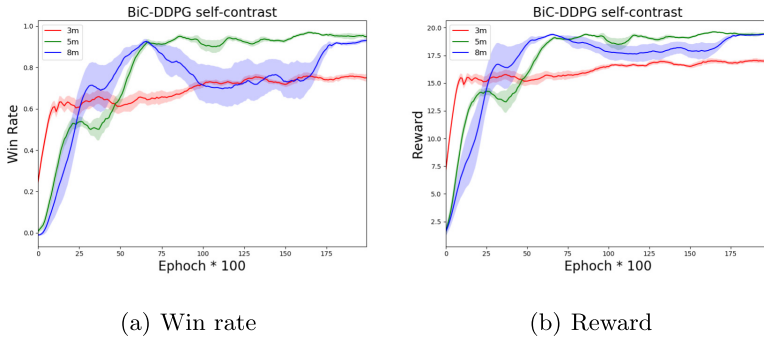 BiC-DDPG self-contrast
3m
5m
8m
Win Rate
1.0
0.8
0.6
0.4
0.2
0.0
0 25 50 75 100 125 150 175
Ephoch * 100
(a) Win rate
BiC-DDPG self-contrast
3m
5m
8m
Reward
20.0
17.5
15.0
12.5
10.0
7.5
5.0
2.5
0 25 50 75 100 125 150 175
Ephoch * 100
(b) Reward